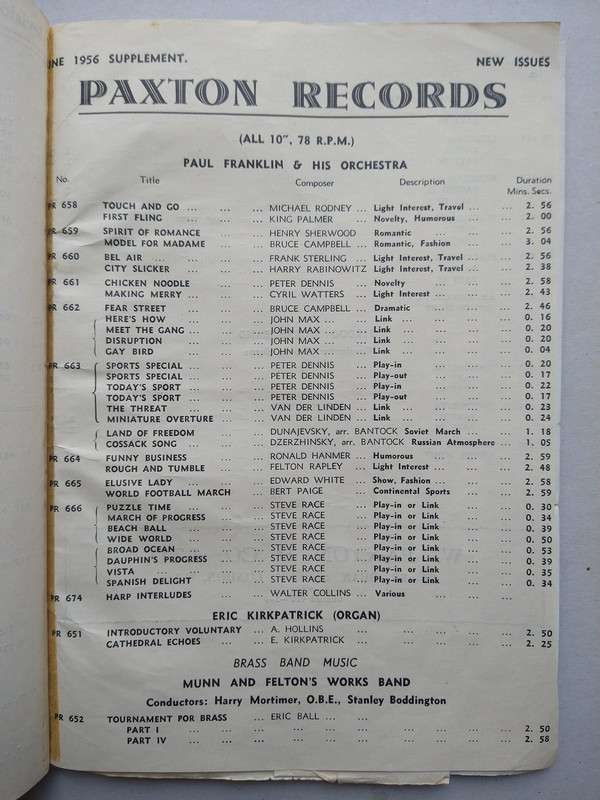 UNE 1956 SUPPLEMENT. NEW ISSUES
PAXTON RECORDS
(ALL 10", 78 R.P.M.)
PAUL FRANKLIN & HIS ORCHESTRA
No. Title Composer Description Duration
Mins. Secs.
PR 658 TOUCH AND GO ... ... ... MICHAEL RODNEY ... Light Interest, Travel ... ... 2. 56
FIRST FLING ... ... ... KING PALMER ... Novelty, Humorous ... ... 2. 00
PR 659 SPIRIT OF ROMANCE ... ... HENRY SHERWOOD Romantic ... ... ... 2. 56
MODEL FOR MADAME ... ... BRUCE CAMPBELL ... Romantic, Fashion ... ... 3. 04
PR 660 BEL AIR ... ... ... ... FRANK STERLING ... Light Interest, Travel ... ... 2. 56
CITY SLICKER ... ... ... HARRY RABINOWITZ Light Interest, Travel ... ... 2. 38
PR 661 CHICKEN NOODLE ... ... PETER DENNIS ... Novelty ... ... ... 2. 58
MAKING MERRY ... ... ... CYRIL WATTERS ... Light Interest ... ... ... 2. 43
PR 662 FEAR STREET ... ... ... BRUCE CAMPBELL ... Dramatic ... ... ... 2. 46
HERE'S HOW ... ... ... JOHN MAX ... ... Link ... ... ... ... 0. 16
MEET THE GANG ... ... ... JOHN MAX ... ... Link ... ... ... ... 0. 20
DISRUPTION ... ... ... JOHN MAX ... ... Link ... ... ... ... 0. 20
GAY BIRD ... ... ... JOHN MAX ... ... Link ... ... ... ... 0. 04
PR 663 SPORTS SPECIAL ... ... ... PETER DENNIS ... Play-in ... ... ... 0. 20
SPORTS SPECIAL ... ... ... PETER DENNIS ... Play-out ... ... ... 0. 17
TODAY'S SPORT ... ... ... PETER DENNIS ... Play-in ... ... ... 0. 22
TODAY'S SPORT ... ... ... PETER DENNIS ... Play-out ... ... ... 0. 17
THE THREAT ... ... ... VAN DER LINDEN ... Link ... ... ... ... 0. 23
MINIATURE OVERTURE ... ... VAN DER LINDEN ... Link ... ... ... ... 0. 24
LAND OF FREEDOM ... ... DUNAJEVSKY, arr. BANTOCK Soviet March ... ... 1. 18
COSSACK SONG ... ... ... DZERZHINSKY, arr. BANTOCK Russian Atmosphere ... ... 1. 05
PR 664 FUNNY BUSINESS ... ... RONALD HANMER ... Humorous ... ... ... 2. 59
ROUGH AND TUMBLE ... ... FELTON RAPLEY ... Light Interest ... ... ... 2. 48
PR 665 ELUSIVE LADY ... ... ... EDWARD WHITE ... Show, Fashion ... ... ... 2. 58
WORLD FOOTBALL MARCH ... BERT PAIGE ... Continental Sports ... ... 2. 59
PR 666 PUZZLE TIME ... ... ... STEVE RACE ... Play-in or Link ... ... ... 0. 30
MARCH OF PROGRESS ... ... STEVE RACE ... Play-in or Link ... ... ... 0. 34
BEACH BALL ... ... ... STEVE RACE ... Play-in or Link ... ... ... 0. 39
WIDE WORLD ... ... ... STEVE RACE ... Play-in or Link ... ... ... 0. 50
BROAD OCEAN ... ... ... STEVE RACE ... Play-in or Link ... ... ... 0. 53
DAUPHIN'S PROGRESS ... ... STEVE RACE ... Play-in or Link ... ... ... 0. 39
VISTA ... ... ... ... STEVE RACE ... Play-in or Link ... ... ... 0. 35
SPANISH DELIGHT ... ... STEVE RACE ... Play-in or Link ... ... ... 0. 34
PR 674 HARP INTERLUDES ... ... WALTER COLLINS ... Various ... ... ...
ERIC KIRKPATRICK (ORGAN)
PR 651 INTRODUCTORY VOLUNTARY ... A. HOLLINS ... ... ... ... ... 2. 50
CATHEDRAL ECHOES ... ... E. KIRKPATRICK ... ... ... ... ... 2. 25
BRASS BAND MUSIC
MUNN AND FELTON'S WORKS BAND
Conductors: Harry Mortimer, O.B.E., Stanley Boddington
PR 652 TOURNAMENT FOR BRASS ... ERIC BALL ... ...
PART I ... ... ... ... ... ... ... ... ... 2. 50
PART IV ... ... ... ... ... ... ... ... ... 2. 58